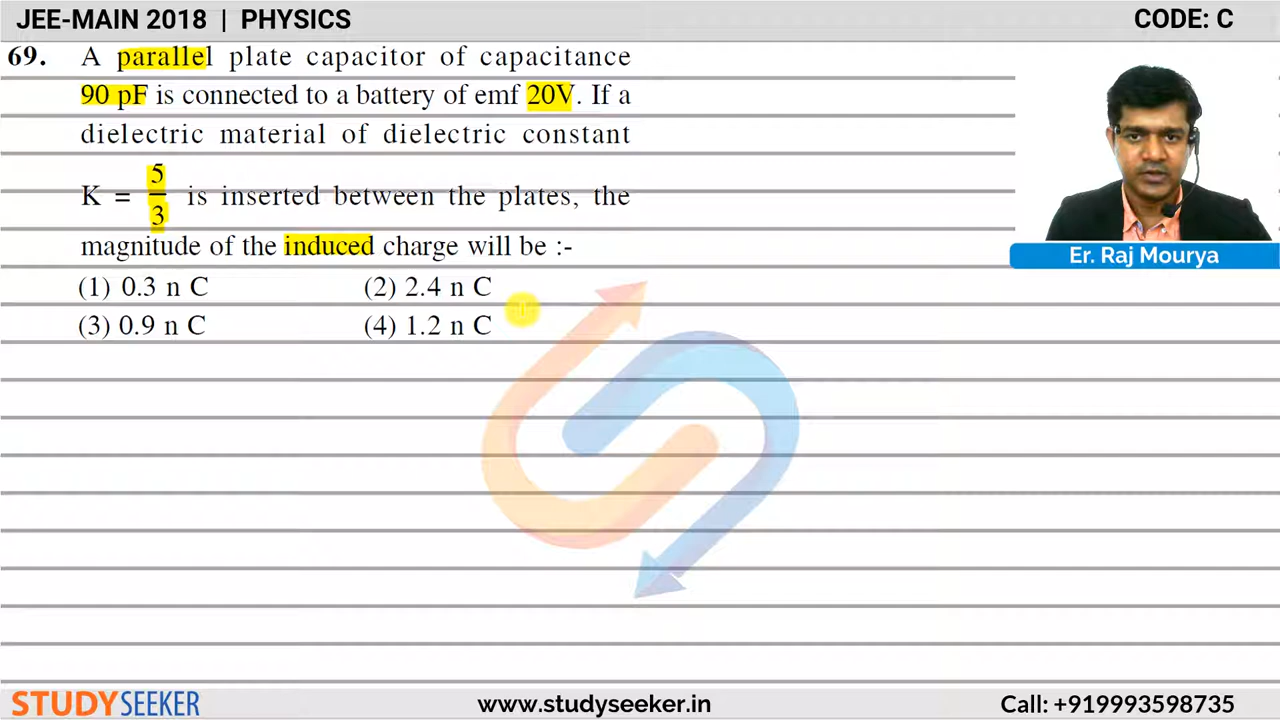 JEE-MAIN 2018 | PHYSICS
CODE: C
69. A parallel plate capacitor of capacitance
90 pF is connected to a battery of emf 20V. If a
dielectric material of dielectric constant
K = 5/3 is inserted between the plates, the
magnitude of the induced charge will be :-
(1) 0.3 n C (2) 2.4 n C
(3) 0.9 n C (4) 1.2 n C
Er. Raj Mourya
STUDYSEEKER
www.studyseeker.in
Call: +919993598735